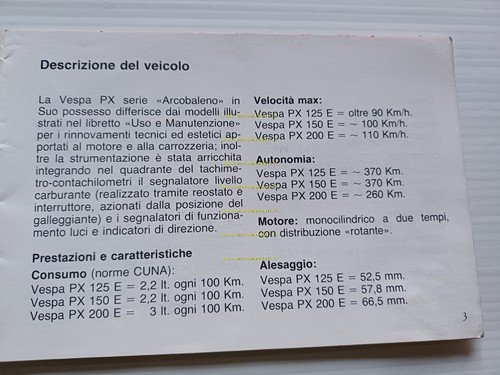 Descrizione del veicolo
La Vespa PX serie «Arcobaleno» in
Suo possesso differisce dai modelli illu-
strati nel libretto «Uso e Manutenzione»
per i rinnovamenti tecnici ed estetici ap-
portati al motore e alla carrozzeria; inol-
tre la strumentazione è stata arricchita
integrando nel quadrante del tachime-
tro-contachilometri il segnalatore livello
carburante (realizzato tramite reostato e
interruttore, azionati dalla posizione del
galleggiante) e i segnalatori di funziona-
mento luci e indicatori di direzione.
Prestazioni e caratteristiche
Consumo (norme CUNA):
Vespa PX 125 E = 2,2 lt. ogni 100 Km.
Vespa PX 150 E = 2,2 lt. ogni 100 Km.
Vespa PX 200 E = 3 lt. ogni 100 Km.
Velocità max:
Vespa PX 125 E = oltre 90 Km/h.
Vespa PX 150 E = ~ 100 Km/h.
Vespa PX 200 E = ~ 110 Km/h.
Autonomia:
Vespa PX 125 E = ~ 370 Km.
Vespa PX 150 E = ~ 370 Km.
Vespa PX 200 E = ~ 260 Km.
Motore: monocilindrico a due tempi,
con distribuzione «rotante».
Alesaggio:
Vespa PX 125 E = 52,5 mm.
Vespa PX 150 E = 57,8 mm.
Vespa PX 200 E = 66,5 mm.
3